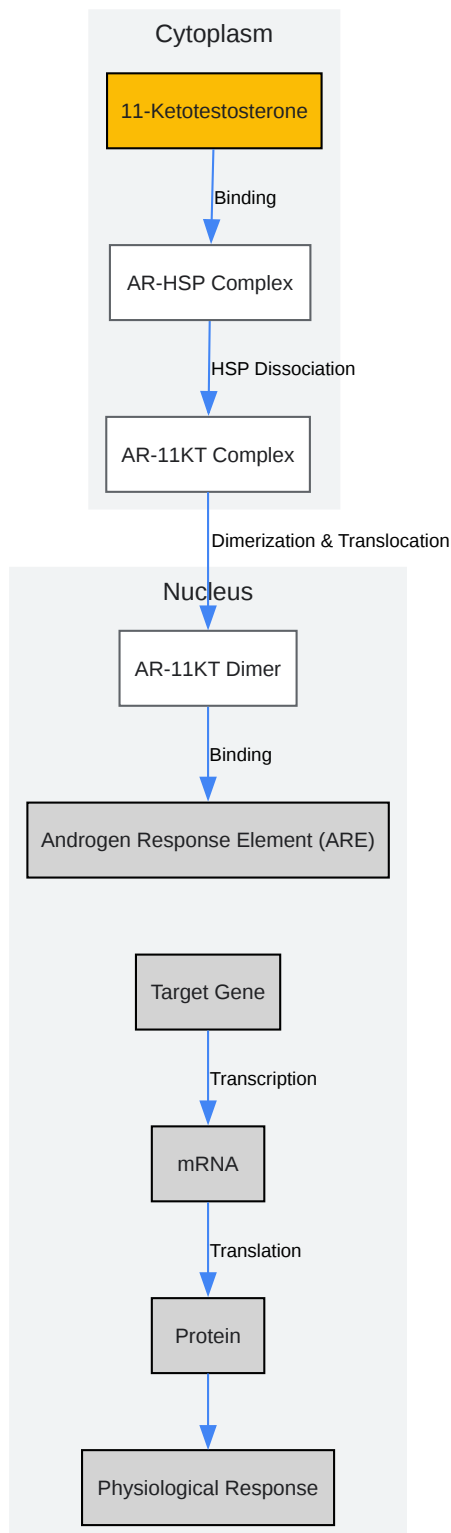 Cytoplasm
11-Ketotestosterone
Binding
AR-HSP Complex
HSP Dissociation
AR-11KT Complex
Dimerization & Translocation
Nucleus
AR-11KT Dimer
Binding
Androgen Response Element (ARE)
Target Gene
Transcription
mRNA
Translation
Protein
Physiological Response